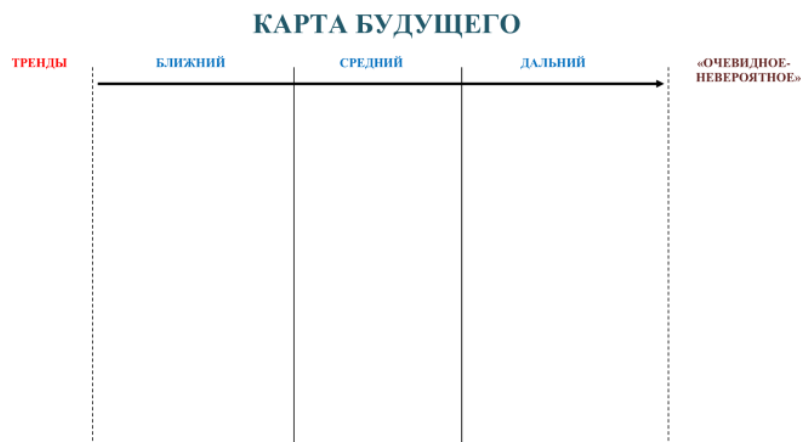 КАРТА БУДУЩЕГО
ТРЕНДЫ
БЛИЖНИЙ
СРЕДНИЙ
ДАЛЬНИЙ
«ОЧЕВИДНОЕ-
НЕВЕРОЯТНОЕ»